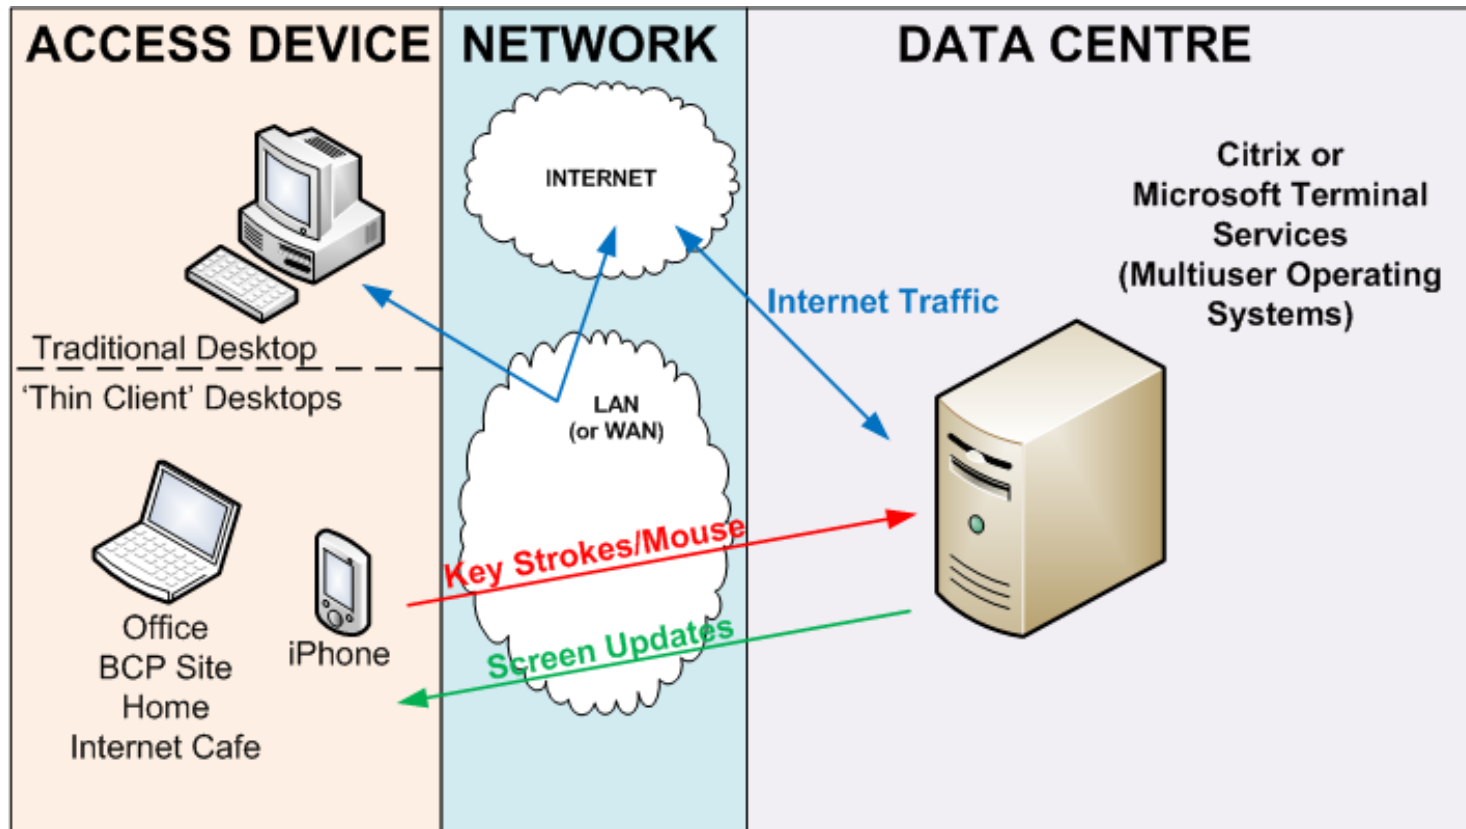 ACCESS DEVICE
NETWORK
DATA CENTRE
INTERNET
Citrix or
Microsoft Terminal
Services
(Multiuser Operating
Systems)
Internet Traffic
Traditional Desktop
'Thin Client' Desktops
LAN
(or WAN)
Key Strokes/Mouse
Screen Updates
Office
BCP Site
Home
Internet Cafe
iPhone